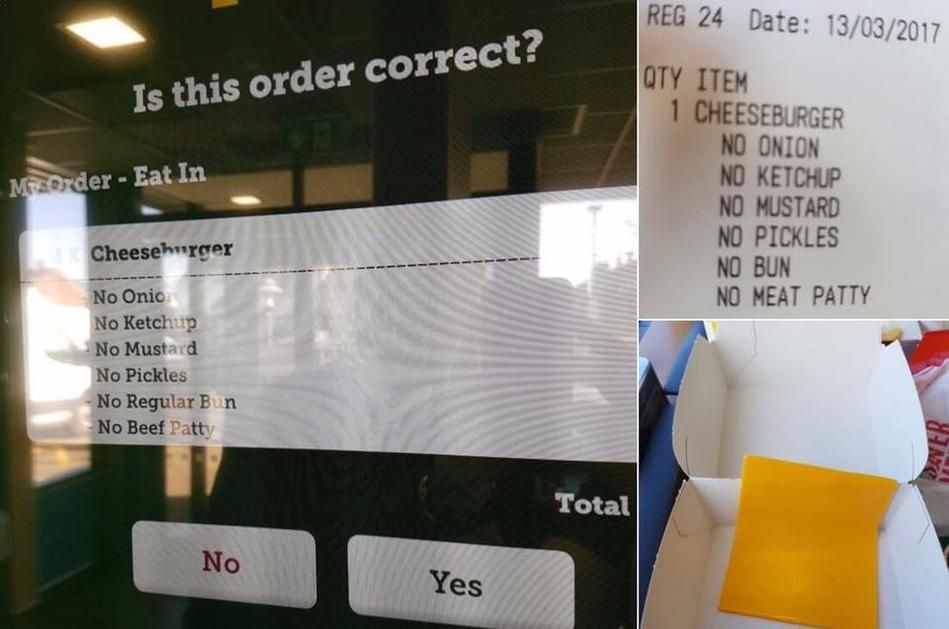 Is this order correct?
My Order - Eat In
1 X Cheeseburger
- No Onion
- No Ketchup
- No Mustard
- No Pickles
- No Regular Bun
- No Beef Patty
Total
No
Yes
REG 24 Date: 13/03/2017
QTY ITEM
1 CHEESEBURGER
NO ONION
NO KETCHUP
NO MUSTARD
NO PICKLES
NO BUN
NO MEAT PATTY